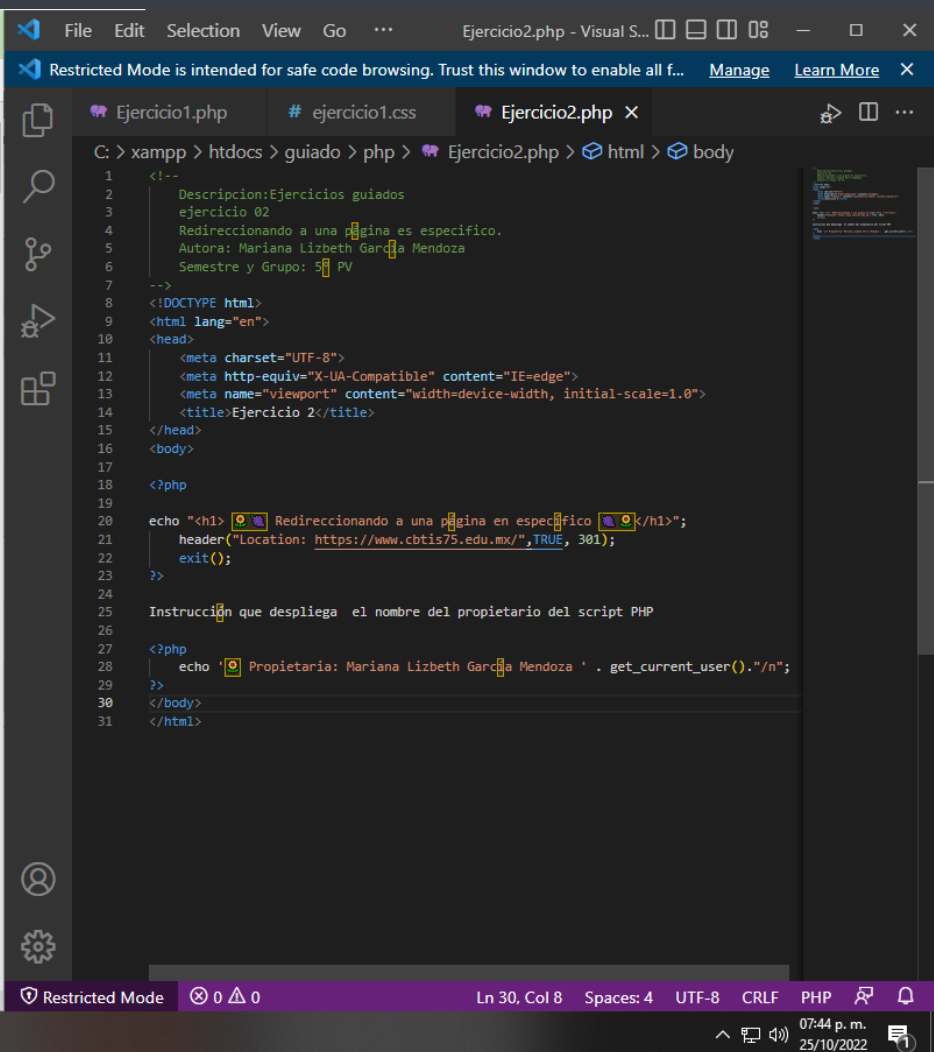 File Edit Selection View Go ··· Ejercicio2.php - Visual S...
Restricted Mode is intended for safe code browsing. Trust this window to enable all f... Manage Learn More
Ejercicio1.php # ejercicio1.css Ejercicio2.php
C: > xampp > htdocs > guiado > php > Ejercicio2.php > html > body
1 <!--
2 Descripcion:Ejercicios guiados
3 ejercicio 02
4 Redireccionando a una página es especifico.
5 Autora: Mariana Lizbeth García Mendoza
6 Semestre y Grupo: 5° PV
7 -->
8 <!DOCTYPE html>
9 <html lang="en">
10 <head>
11 <meta charset="UTF-8">
12 <meta http-equiv="X-UA-Compatible" content="IE=edge">
13 <meta name="viewport" content="width=device-width, initial-scale=1.0">
14 <title>Ejercicio 2</title>
15 </head>
16 <body>
17
18 <?php
19
20 echo "<h1> 🌻🍇 Redireccionando a una página en específico 🍇🌻</h1>";
21 header("Location: https://www.cbtis75.edu.mx/",TRUE, 301);
22 exit();
23 ?>
24
25 Instrucción que despliega el nombre del propietario del script PHP
26
27 <?php
28 echo '🌻 Propietaria: Mariana Lizbeth García Mendoza ' . get_current_user()."/n";
29 ?>
30 </body>
31 </html>
Restricted Mode 0 0 Ln 30, Col 8 Spaces: 4 UTF-8 CRLF PHP
07:44 p. m.
25/10/2022
1